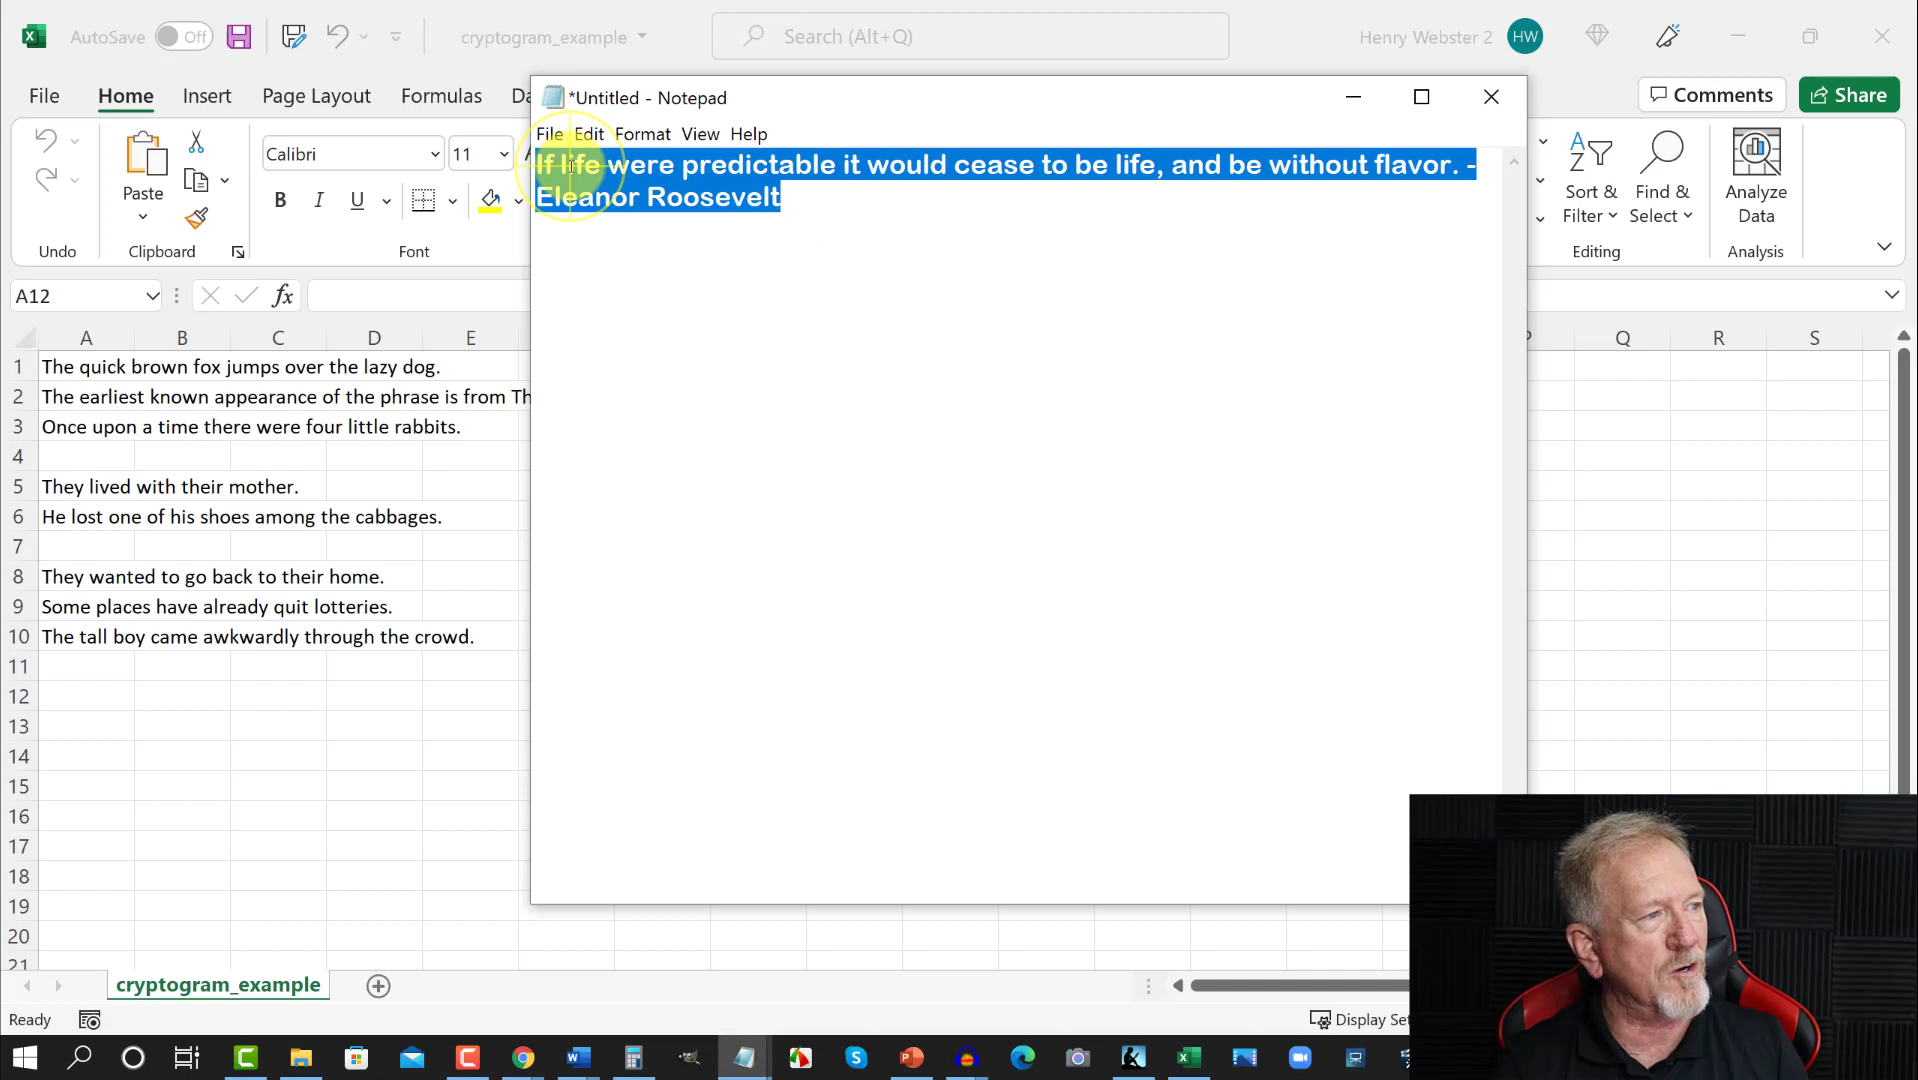 AutoSave Off cryptogram_example Search (Alt+Q) Henry Webster 2 HW
File Home Insert Page Layout Formulas Da Comments Share
*Untitled - Notepad
File Edit Format View Help
If life were predictable it would cease to be life, and be without flavor. -
Eleanor Roosevelt
Calibri 11
Paste
B I U
Undo Clipboard Font
Sort & Filter
Find & Select
Analyze Data
Editing Analysis
A12 fx
A B C D E Q R S
1 The quick brown fox jumps over the lazy dog.
2 The earliest known appearance of the phrase is from Th
3 Once upon a time there were four little rabbits.
4
5 They lived with their mother.
6 He lost one of his shoes among the cabbages.
7
8 They wanted to go back to their home.
9 Some places have already quit lotteries.
10 The tall boy came awkwardly through the crowd.
11
12
13
14
15
16
17
18
19
20
21
cryptogram_example
Ready Display Set